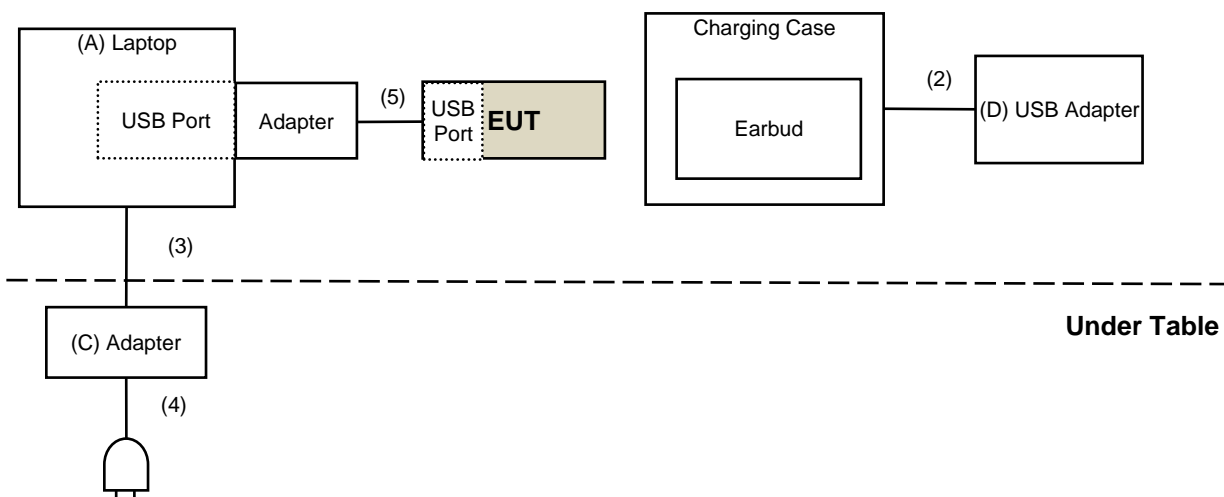 (A) Laptop
USB Port
Adapter
(5)
USB
Port
EUT
Charging Case
Earbud
(2)
(D) USB Adapter
(3)
Under Table
(C) Adapter
(4)